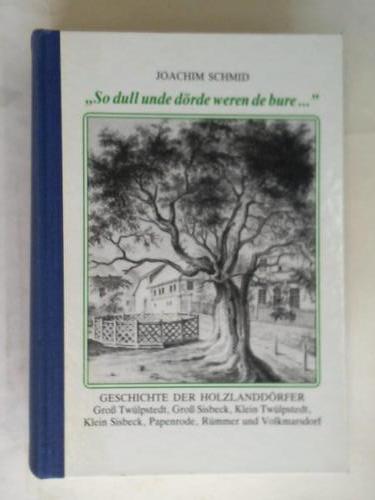 JOACHIM SCHMID
„So dull unde dörde weren de bure ..."
GESCHICHTE DER HOLZLANDDÖRFER
Groß Twülpstedt, Groß Sisbeck, Klein Twülpstedt,
Klein Sisbeck, Papenrode, Rümmer und Volkmarsdorf